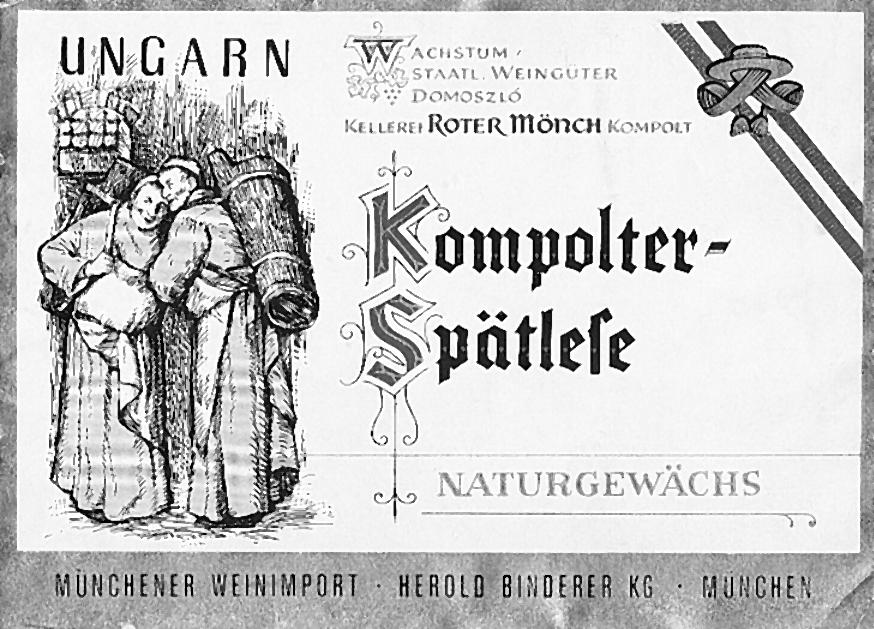 UNGARN
WACHSTUM
STAATL. WEINGÜTER
DOMOSZLÓ
KELLEREI ROTER MÖNCH KOMPOLT
Kompolter-
Spätleſe
NATURGEWÄCHS
MÜNCHENER WEINIMPORT · HEROLD BINDERER KG · MÜNCHEN